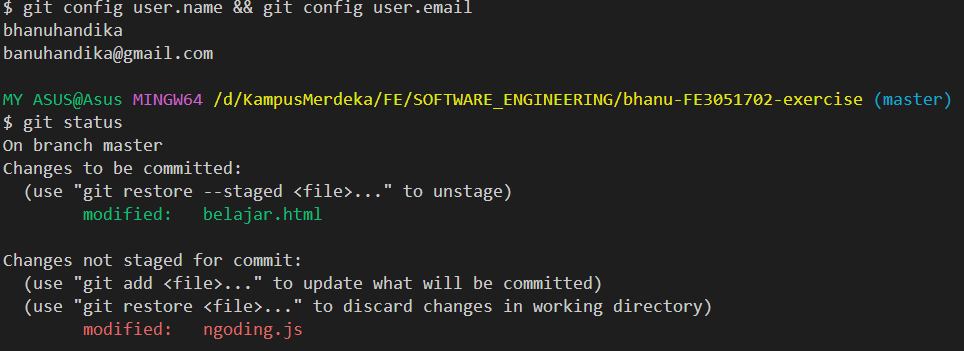 $ git config user.name && git config user.email
bhanuhandika
banuhandika@gmail.com
MY ASUS@Asus MINGW64 /d/KampusMerdeka/FE/SOFTWARE_ENGINEERING/bhanu-FE3051702-exercise (master)
$ git status
On branch master
Changes to be committed:
  (use "git restore --staged <file>..." to unstage)
        modified:   belajar.html
Changes not staged for commit:
  (use "git add <file>..." to update what will be committed)
  (use "git restore <file>..." to discard changes in working directory)
        modified:   ngoding.js